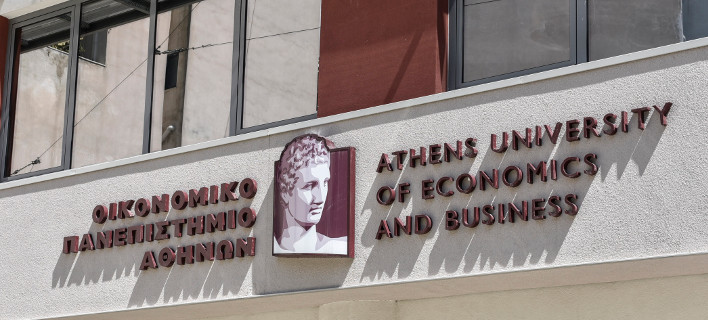 ΟΙΚΟΝΟΜΙΚΟ
ΠΑΝΕΠΙΣΤΗΜΙΟ
ΑΘΗΝΩΝ
ATHENS UNIVERSITY
OF ECONOMICS
AND BUSINESS